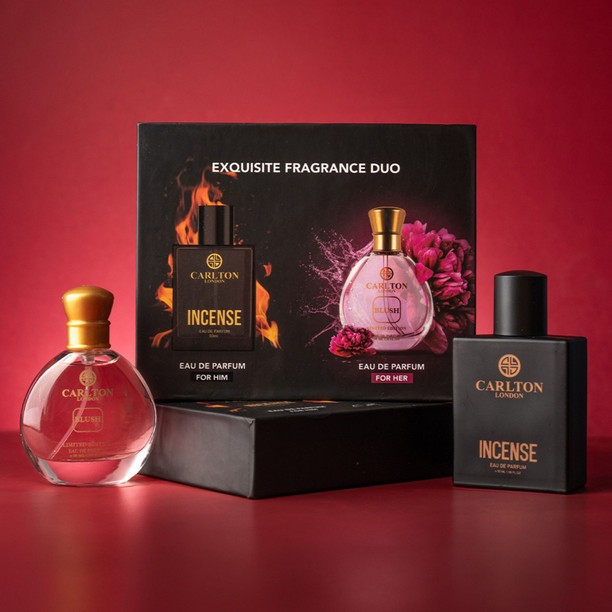 EXQUISITE FRAGRANCE DUO
CARLTON
LONDON
INCENSE
EAU DE PARFUM
EAU DE PARFUM
FOR HIM
CARLTON
LONDON
BLUSH
EAU DE PARFUM
FOR HER
CARLTON
LONDON
BLUSH
CARLTON
LONDON
INCENSE
EAU DE PARFUM